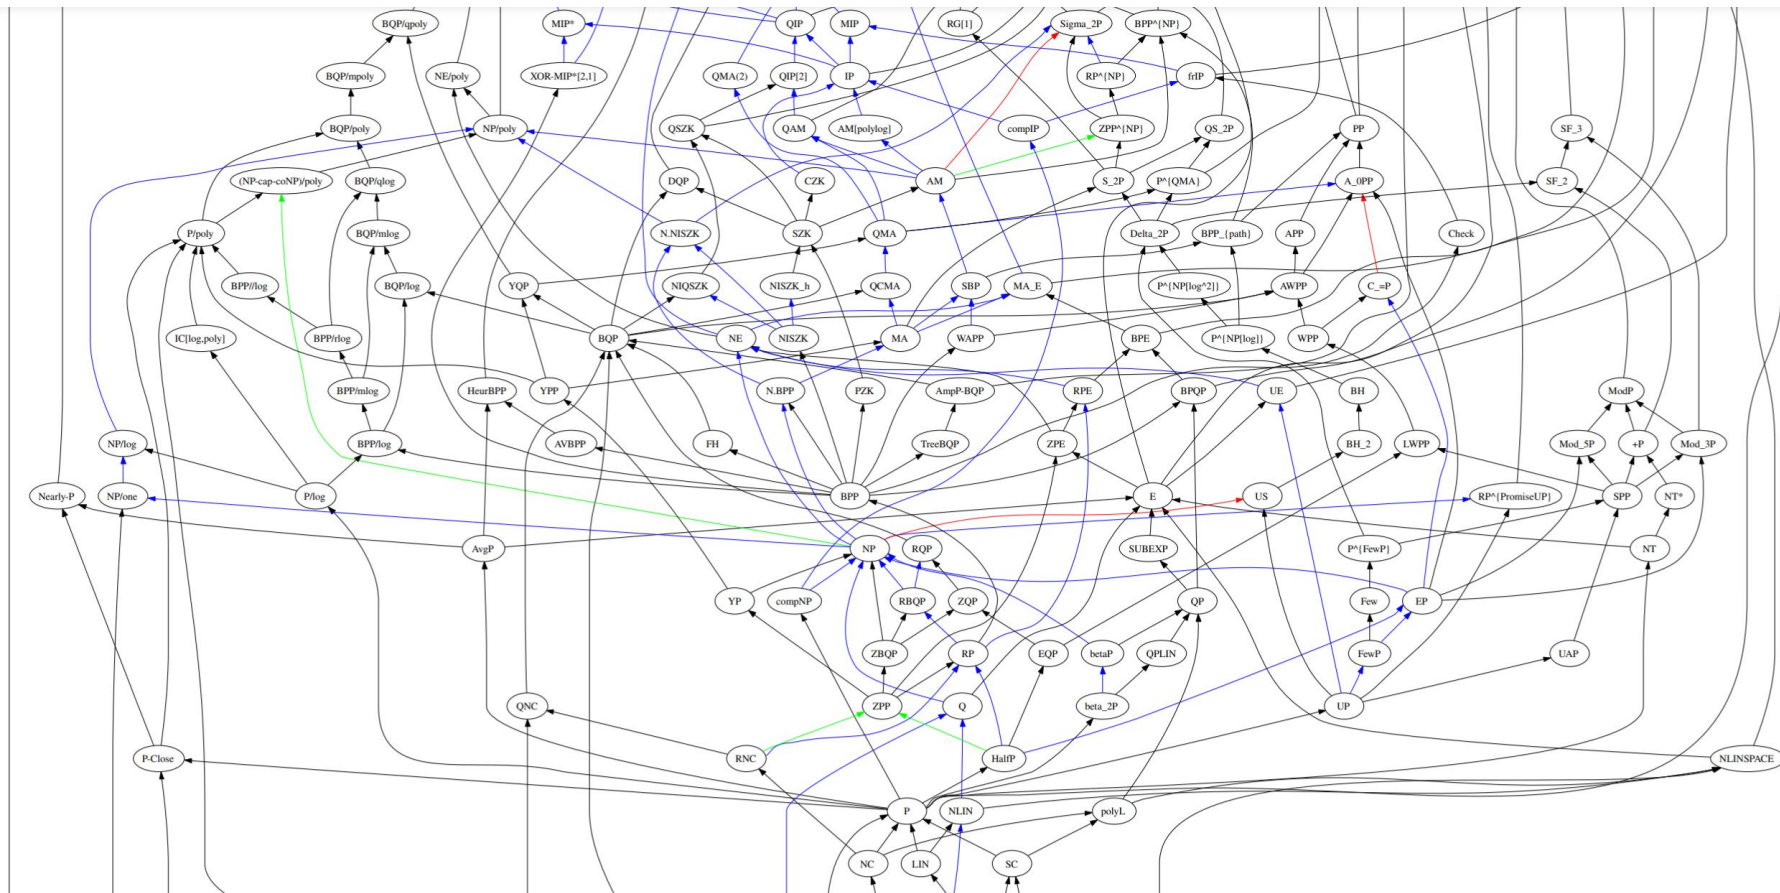 BQP/qpoly
MIP*
QIP
MIP
RG[1]
Sigma_2P
BPP^{NP}
BQP/mpoly
NE/poly
XOR-MIP*[2,1]
QMA(2)
QIP[2]
IP
RP^{NP}
frIP
BQP/poly
NP/poly
QSZK
QAM
AM[polylog]
compIP
ZPP^{NP}
QS_2P
PP
SF_3
(NP-cap-coNP)/poly
BQP/qlog
DQP
CZK
AM
S_2P
P^{QMA}
A_0PP
SF_2
P/poly
BQP/mlog
N.NISZK
SZK
QMA
Delta_2P
BPP_{path}
APP
Check
BPP//log
BQP/log
YQP
NIQSZK
NISZK_h
QCMA
SBP
MA_E
P^{NP[log^2]}
AWPP
C_=P
IC[log,poly]
BPP/rlog
BQP
NE
NISZK
MA
WAPP
BPE
P^{NP[log]}
WPP
BPP/mlog
HeurBPP
YPP
N.BPP
PZK
AmpP-BQP
RPE
BPQP
UE
BH
ModP
NP/log
BPP/log
AVBPP
FH
TreeBQP
ZPE
BH_2
LWPP
Mod_5P
+P
Mod_3P
Nearly-P
NP/one
P/log
BPP
E
US
RP^{PromiseUP}
SPP
NT*
AvgP
NP
RQP
SUBEXP
P^{FewP}
NT
YP
compNP
RBQP
ZQP
QP
Few
EP
ZBQP
RP
EQP
betaP
QPLIN
FewP
UAP
QNC
ZPP
Q
beta_2P
UP
P-Close
RNC
HalfP
NLINSPACE
P
NLIN
polyL
NC
LIN
SC